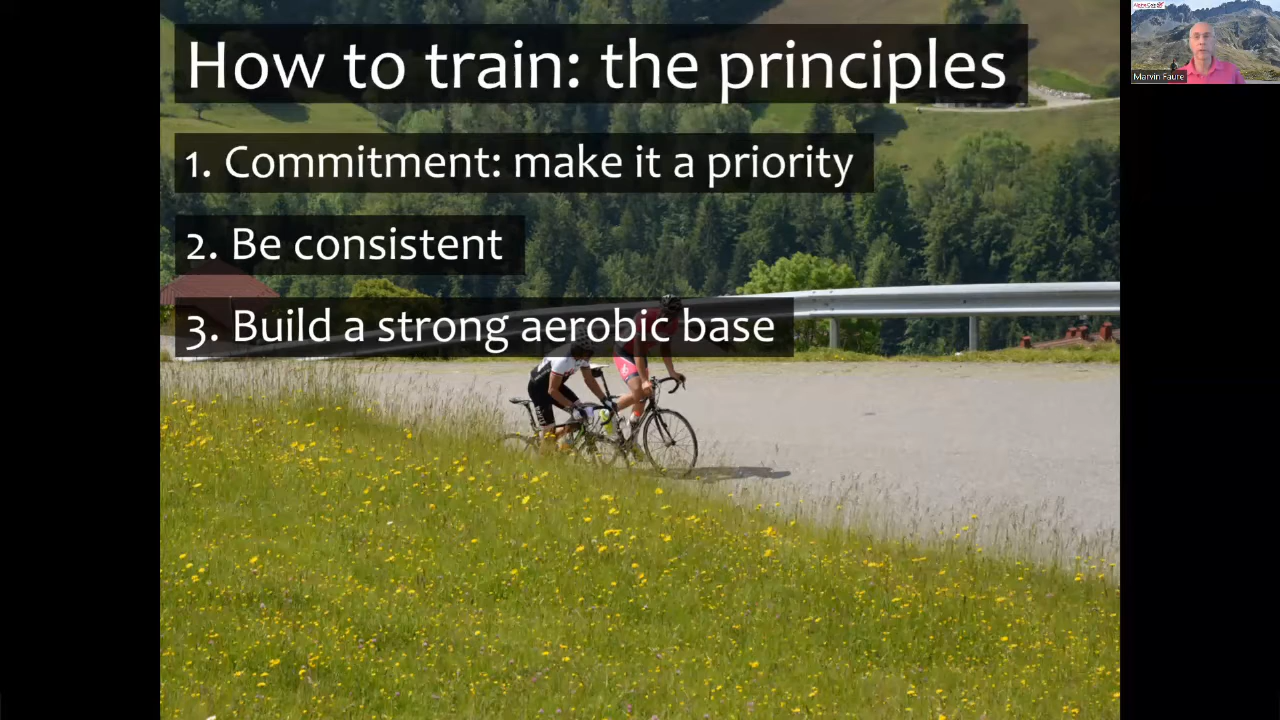 How to train: the principles
1. Commitment: make it a priority
2. Be consistent
3. Build a strong aerobic base
Marvin Faure